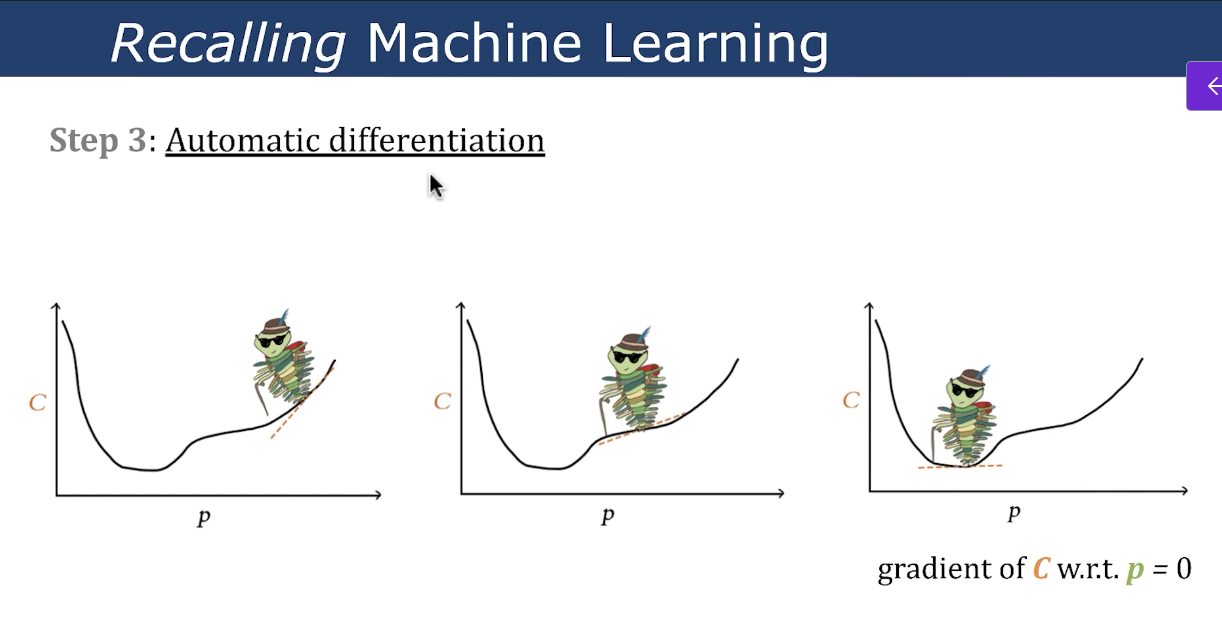 Recalling Machine Learning
Step 3: Automatic differentiation
C
p
C
p
C
p
gradient of C w.r.t. p = 0